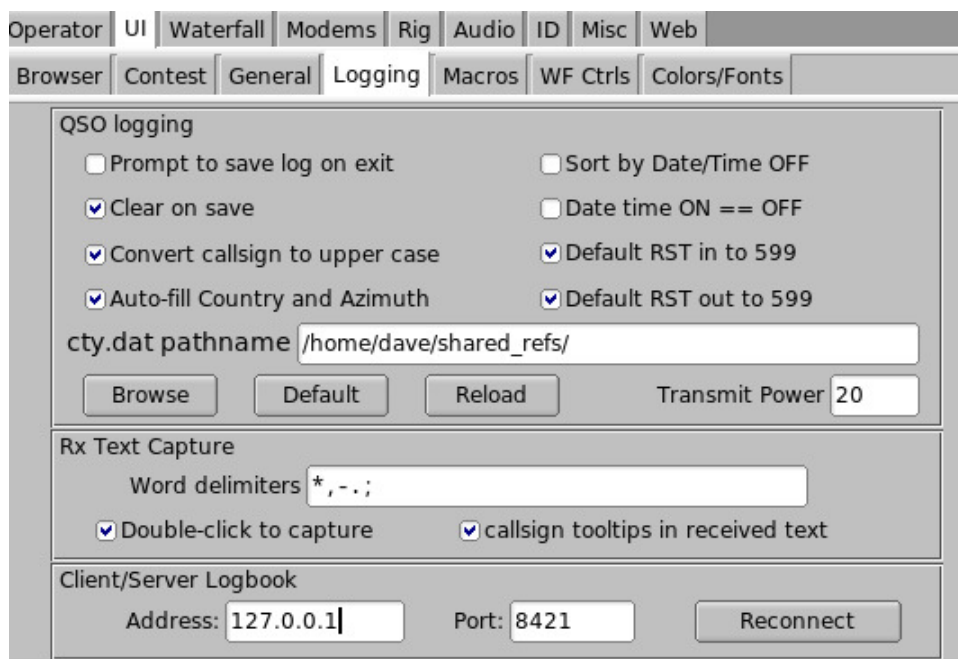 Operator UI Waterfall Modems Rig Audio ID Misc Web
Browser Contest General Logging Macros WF Ctrls Colors/Fonts
QSO logging
Prompt to save log on exit Sort by Date/Time OFF
Clear on save Date time ON == OFF
Convert callsign to upper case Default RST in to 599
Auto-fill Country and Azimuth Default RST out to 599
cty.dat pathname /home/dave/shared_refs/
Browse Default Reload Transmit Power 20
Rx Text Capture
Word delimiters *,-.;
Double-click to capture callsign tooltips in received text
Client/Server Logbook
Address: 127.0.0.1 Port: 8421 Reconnect